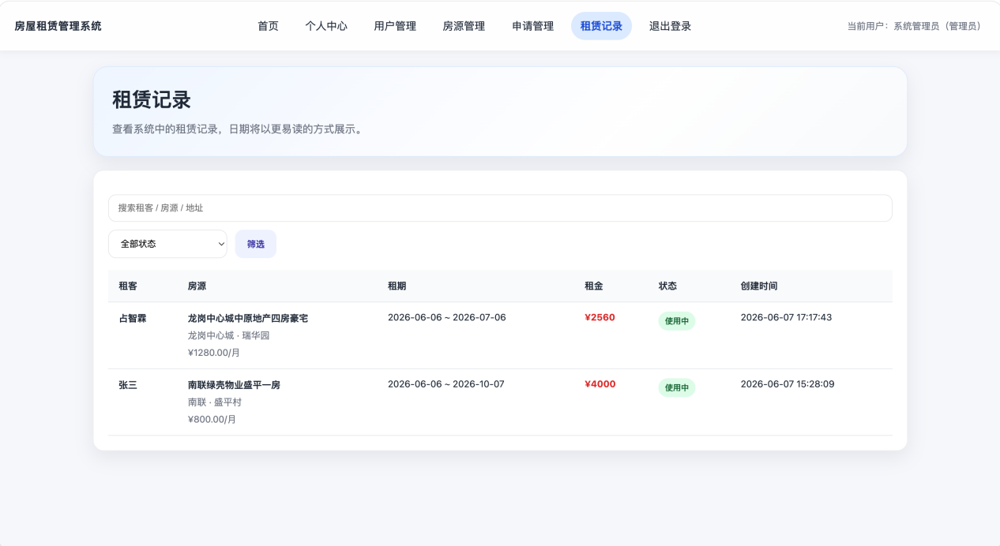 房屋租赁管理系统 首页 个人中心 用户管理 房源管理 申请管理 租赁记录 退出登录 当前用户：系统管理员（管理员）
租赁记录
查看系统中的租赁记录，日期将以更易读的方式展示。
搜索租客 / 房源 / 地址
全部状态 筛选
租客 房源 租期 租金 状态 创建时间
占智霖 龙岗中心城中原地产四房豪宅 2026-06-06 ~ 2026-07-06 ¥2560 使用中 2026-06-07 17:17:43
龙岗中心城 · 瑞华园
¥1280.00/月
张三 南联绿壳物业盛平一房 2026-06-06 ~ 2026-10-07 ¥4000 使用中 2026-06-07 15:28:09
南联 · 盛平村
¥800.00/月